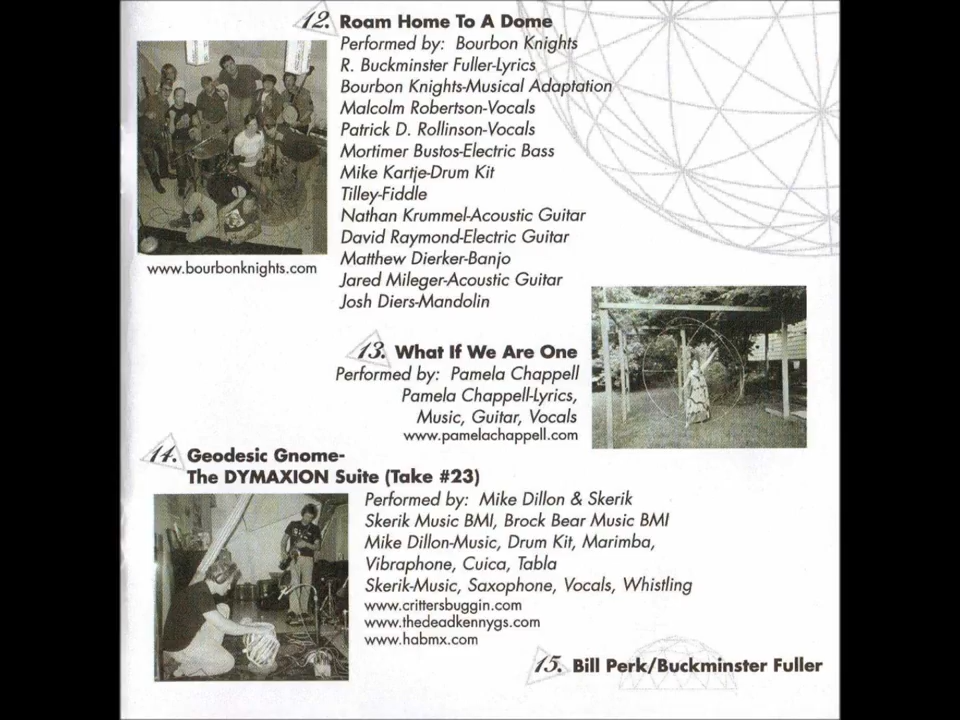 12. Roam Home To A Dome
Performed by: Bourbon Knights
R. Buckminster Fuller-Lyrics
Bourbon Knights-Musical Adaptation
Malcolm Robertson-Vocals
Patrick D. Rollinson-Vocals
Mortimer Bustos-Electric Bass
Mike Kartje-Drum Kit
Tilley-Fiddle
Nathan Krummel-Acoustic Guitar
David Raymond-Electric Guitar
Matthew Dierker-Banjo
Jared Mileger-Acoustic Guitar
Josh Diers-Mandolin
www.bourbonknights.com
13. What If We Are One
Performed by: Pamela Chappell
Pamela Chappell-Lyrics,
Music, Guitar, Vocals
www.pamelachappell.com
14. Geodesic Gnome-
The DYMAXION Suite (Take #23)
Performed by: Mike Dillon & Skerik
Skerik Music BMI, Brock Bear Music BMI
Mike Dillon-Music, Drum Kit, Marimba,
Vibraphone, Cuica, Tabla
Skerik-Music, Saxophone, Vocals, Whistling
www.crittersbuggin.com
www.thedeadkennygs.com
www.habmx.com
15. Bill Perk/Buckminster Fuller